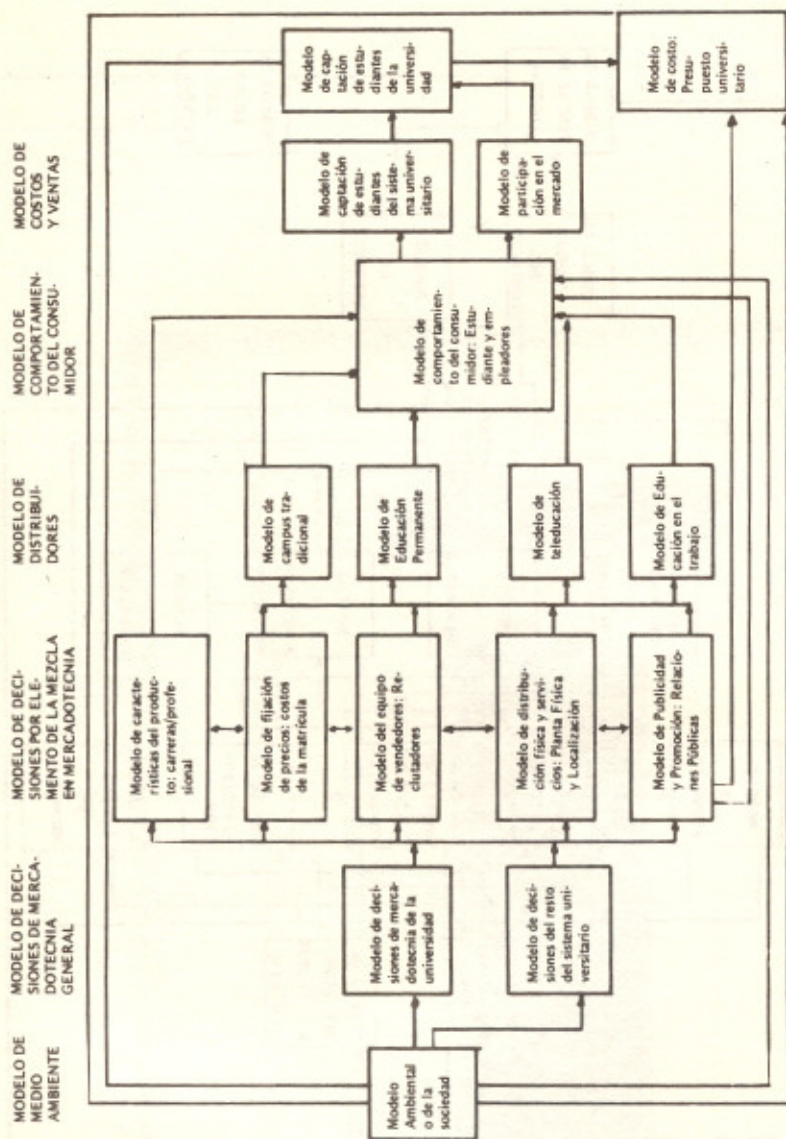 MODELO DE
MEDIO
AMBIENTE
MODELO DE DECI-
SIONES DE MERCA-
DOTECNIA
GENERAL
MODELO DE DECI-
SIONES POR ELE-
MENTO DE LA MEZCLA
EN MERCADOTECNIA
MODELO DE
DISTRIBUI-
DORES
MODELO DE
COMPORTAMIEN-
TO DEL CONSU-
MIDOR
MODELO DE
COSTOS
Y VENTAS
Modelo
Ambiental
o de la
sociedad
Modelo de deci-
siones de merca-
dotecnia de la
universidad
Modelo de deci-
siones del resto
del sistema uni-
versitario
Modelo de caracte-
rísticas del produc-
to: carreras/profe-
sional
Modelo de fijación
de precios: costos
de la matrícula
Modelo del equipo
de vendedores: Re-
clutadores
Modelo de distribu-
ción física y servi-
cios: Planta Física
y Localización
Modelo de Publicidad
y Promoción: Relacio-
nes Públicas
Modelo de
campus tra-
dicional
Modelo de
Educación
Permanente
Modelo de
teleducación
Modelo de Edu-
cación en el
trabajo
Modelo de
comportamien-
to del consu-
midor: Estu-
diante y em-
pleadores
Modelo de
captación
de estu-
diantes
del siste-
ma univer-
sitario
Modelo de
participa-
ción en el
mercado
Modelo
de cap-
tación
de estu-
diantes
de la
universi-
dad
Modelo
de costo:
Presu-
puesto
universi-
tario